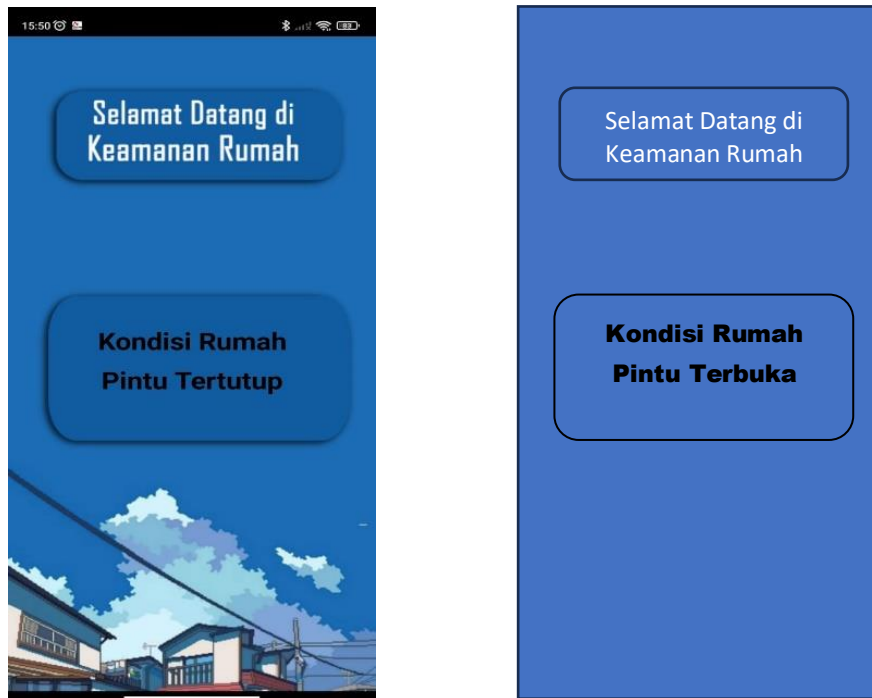 15:50
93
Selamat Datang di
Keamanan Rumah
Kondisi Rumah
Pintu Tertutup
Selamat Datang di
Keamanan Rumah
Kondisi Rumah
Pintu Terbuka